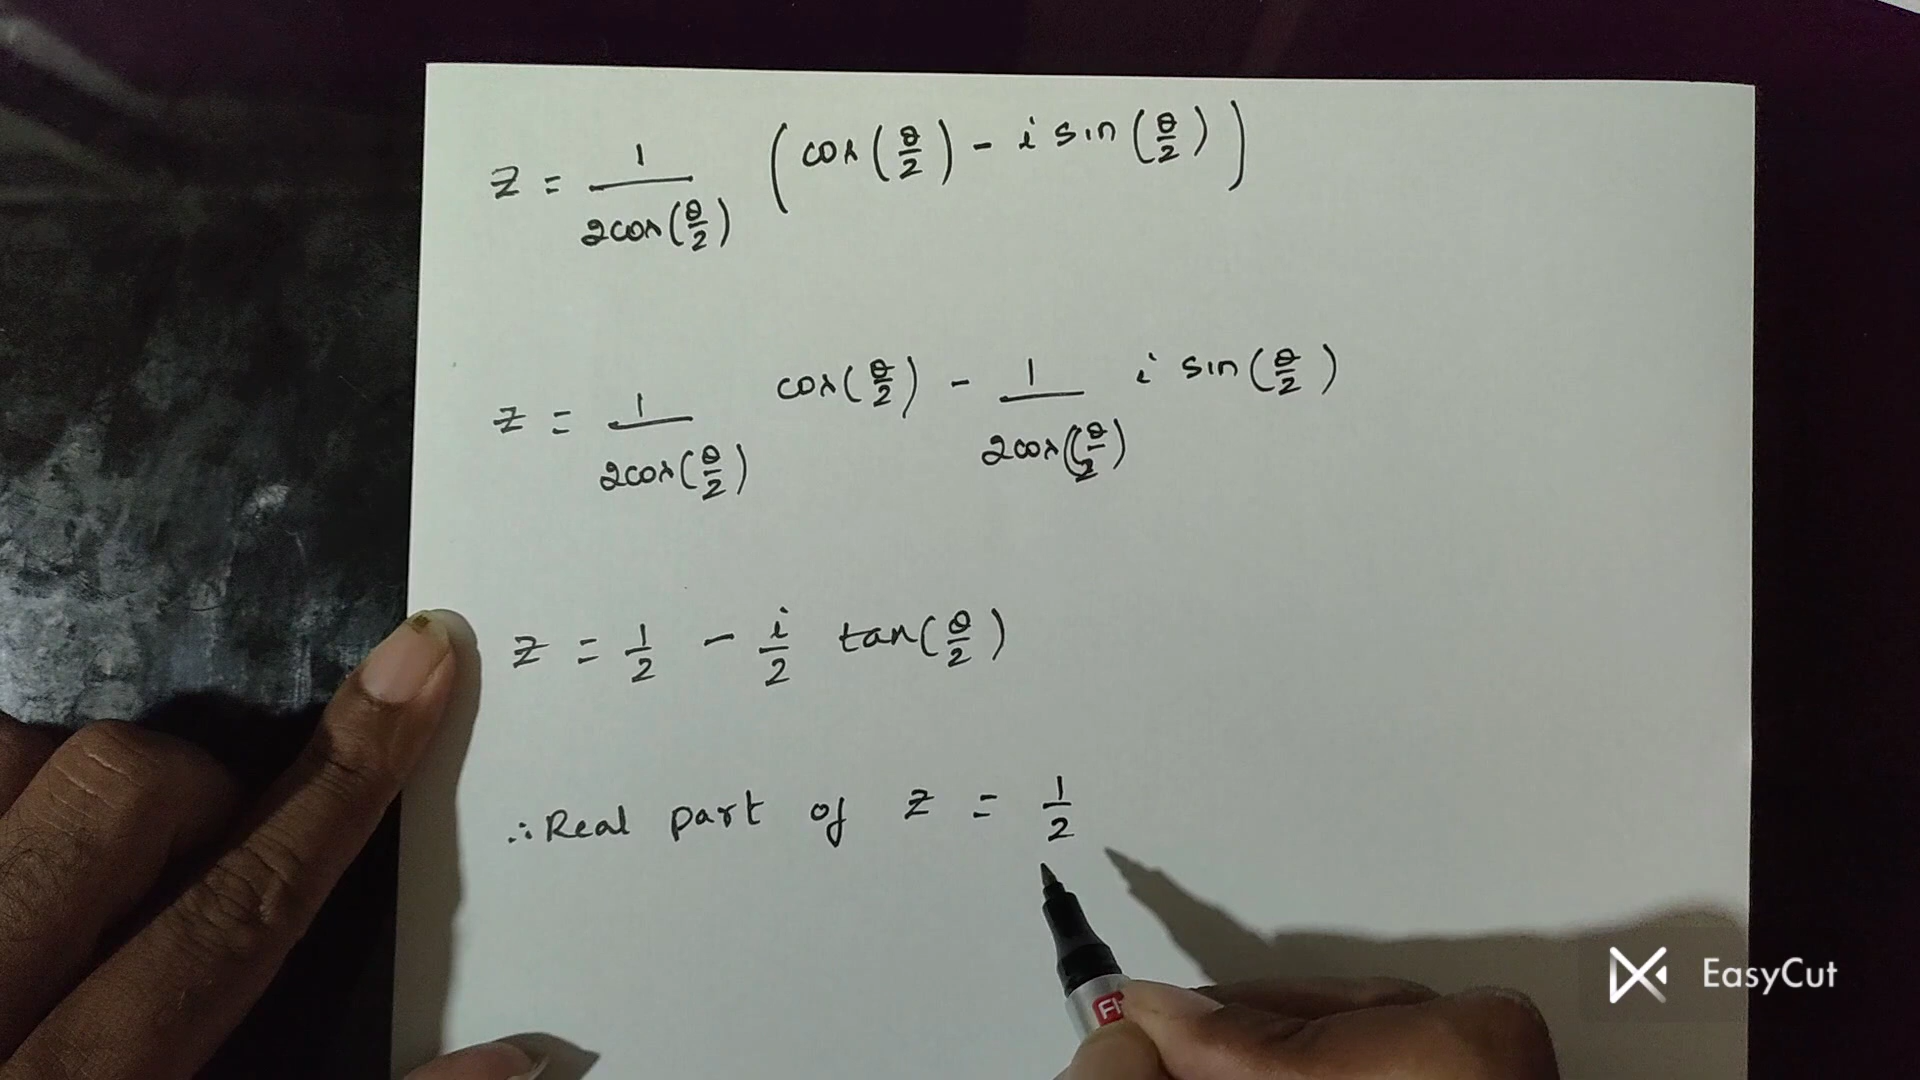 z = 1/2cos(θ/2) (cos(θ/2) - i sin(θ/2))
z = 1/2cos(θ/2) cos(θ/2) - 1/2cos(θ/2) i sin(θ/2)
z = 1/2 - i/2 tan(θ/2)
∴ Real part of z = 1/2
EasyCut